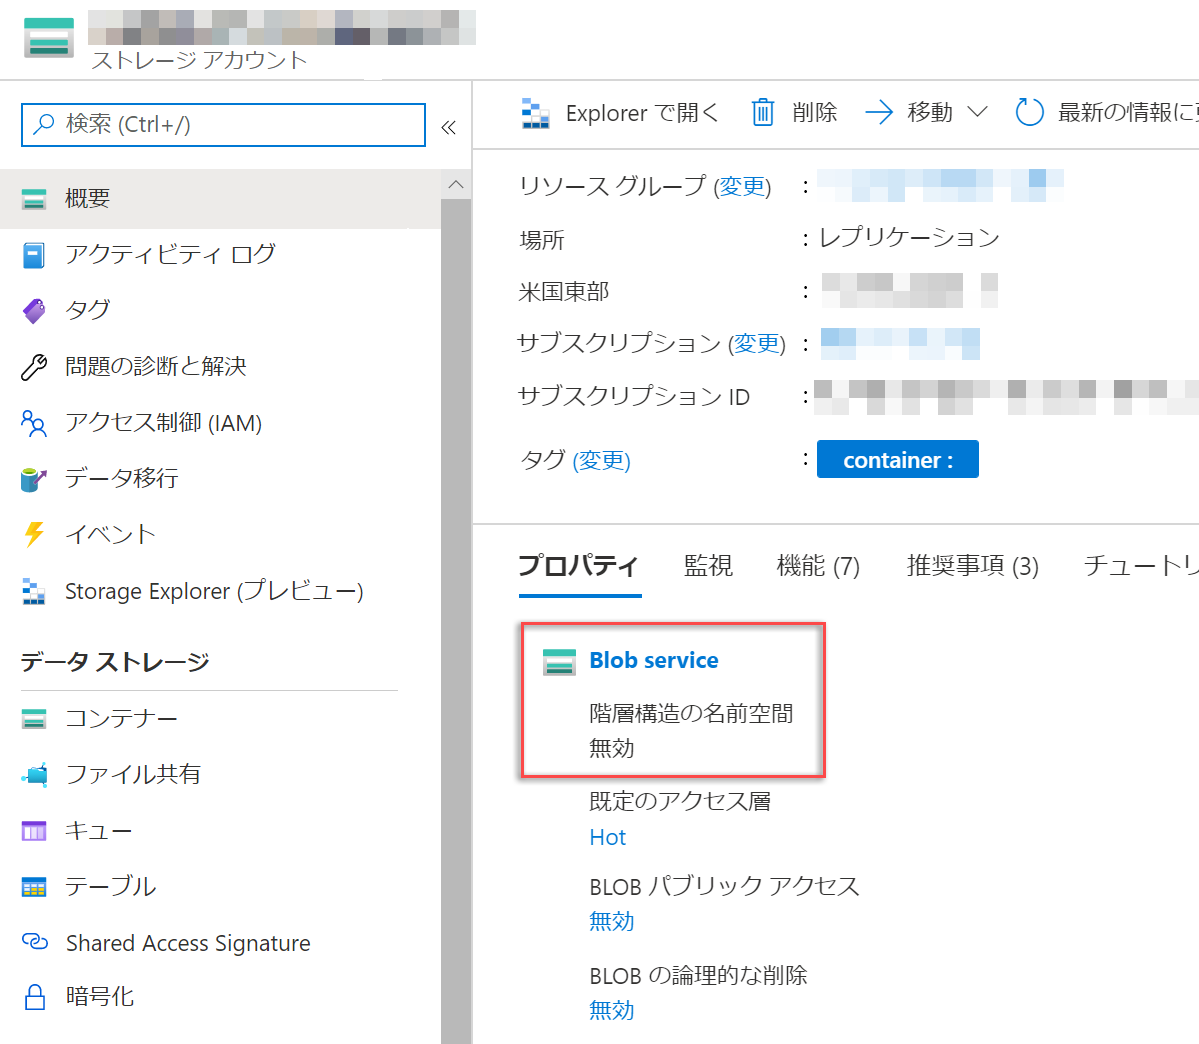 ストレージ アカウント
検索 (Ctrl+/)
«
概要
アクティビティ ログ
タグ
問題の診断と解決
アクセス制御 (IAM)
データ移行
イベント
Storage Explorer (プレビュー)
データ ストレージ
コンテナー
ファイル共有
キュー
テーブル
Shared Access Signature
暗号化
Explorer で開く 削除 移動 最新の情報に
リソース グループ (変更) :
場所 : レプリケーション
米国東部 :
サブスクリプション (変更) :
サブスクリプション ID :
タグ (変更) : container :
プロパティ 監視 機能 (7) 推奨事項 (3) チュートリ
Blob service
階層構造の名前空間
無効
既定のアクセス層
Hot
BLOB パブリック アクセス
無効
BLOB の論理的な削除
無効